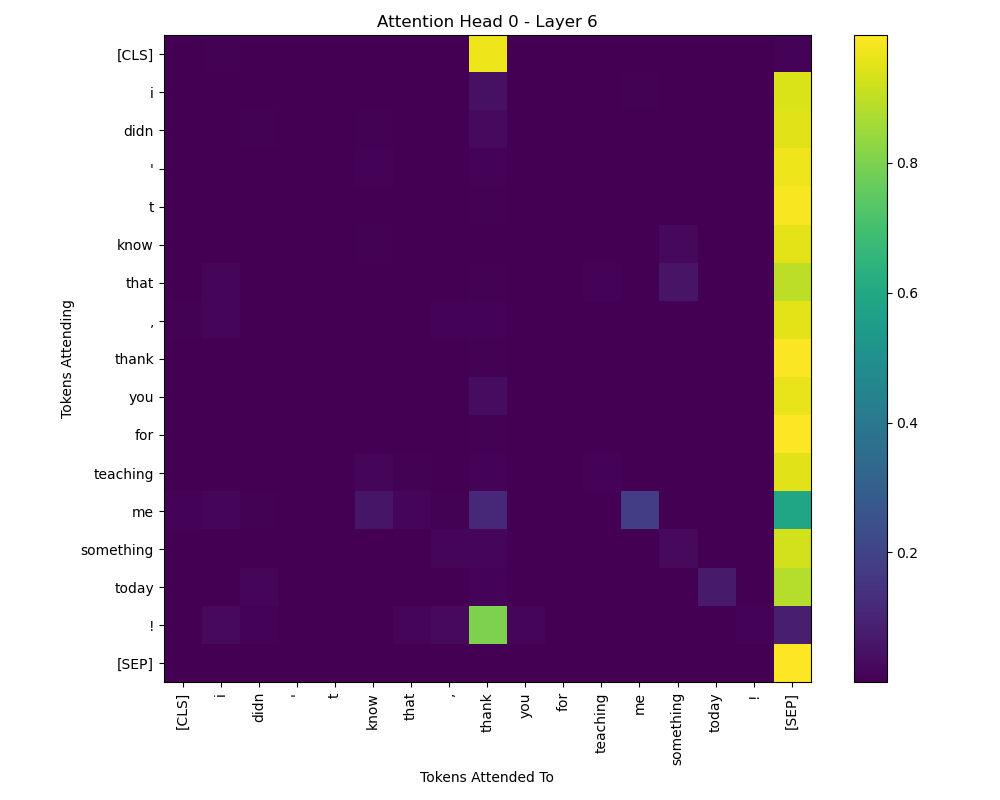 Attention Head 0 - Layer 6
Tokens Attending
[CLS]
i
didn
'
t
know
that
,
thank
you
for
teaching
me
something
today
!
[SEP]
[CLS]
i
didn
'
t
know
that
,
thank
you
for
teaching
me
something
today
!
[SEP]
Tokens Attended To
0.8
0.6
0.4
0.2